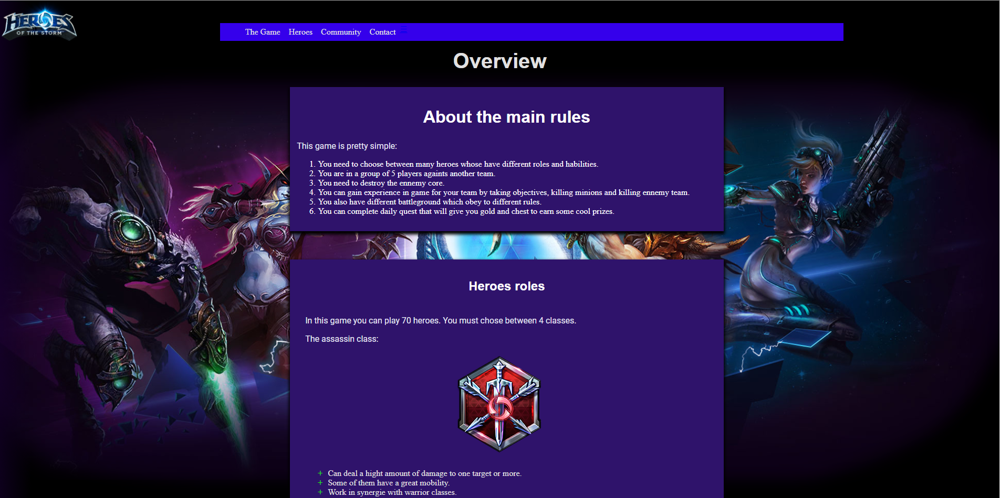 HEROES
OF THE STORM™
The Game Heroes Community Contact
Overview
About the main rules
This game is pretty simple:
1. You need to choose between many heroes whose have different roles and habilities.
2. You are in a group of 5 players againts another team.
3. You need to destroy the ennemy core.
4. You can gain experience in game for your team by taking objectives, killing minions and killing ennemy team.
5. You also have different battleground which obey to different rules.
6. You can complete daily quest that will give you gold and chest to earn some cool prizes.
Heroes roles
In this game you can play 70 heroes. You must chose between 4 classes.
The assassin class:
+ Can deal a hight amount of damage to one target or more.
+ Some of them have a great mobility.
+ Work in synergie with warrior classes.